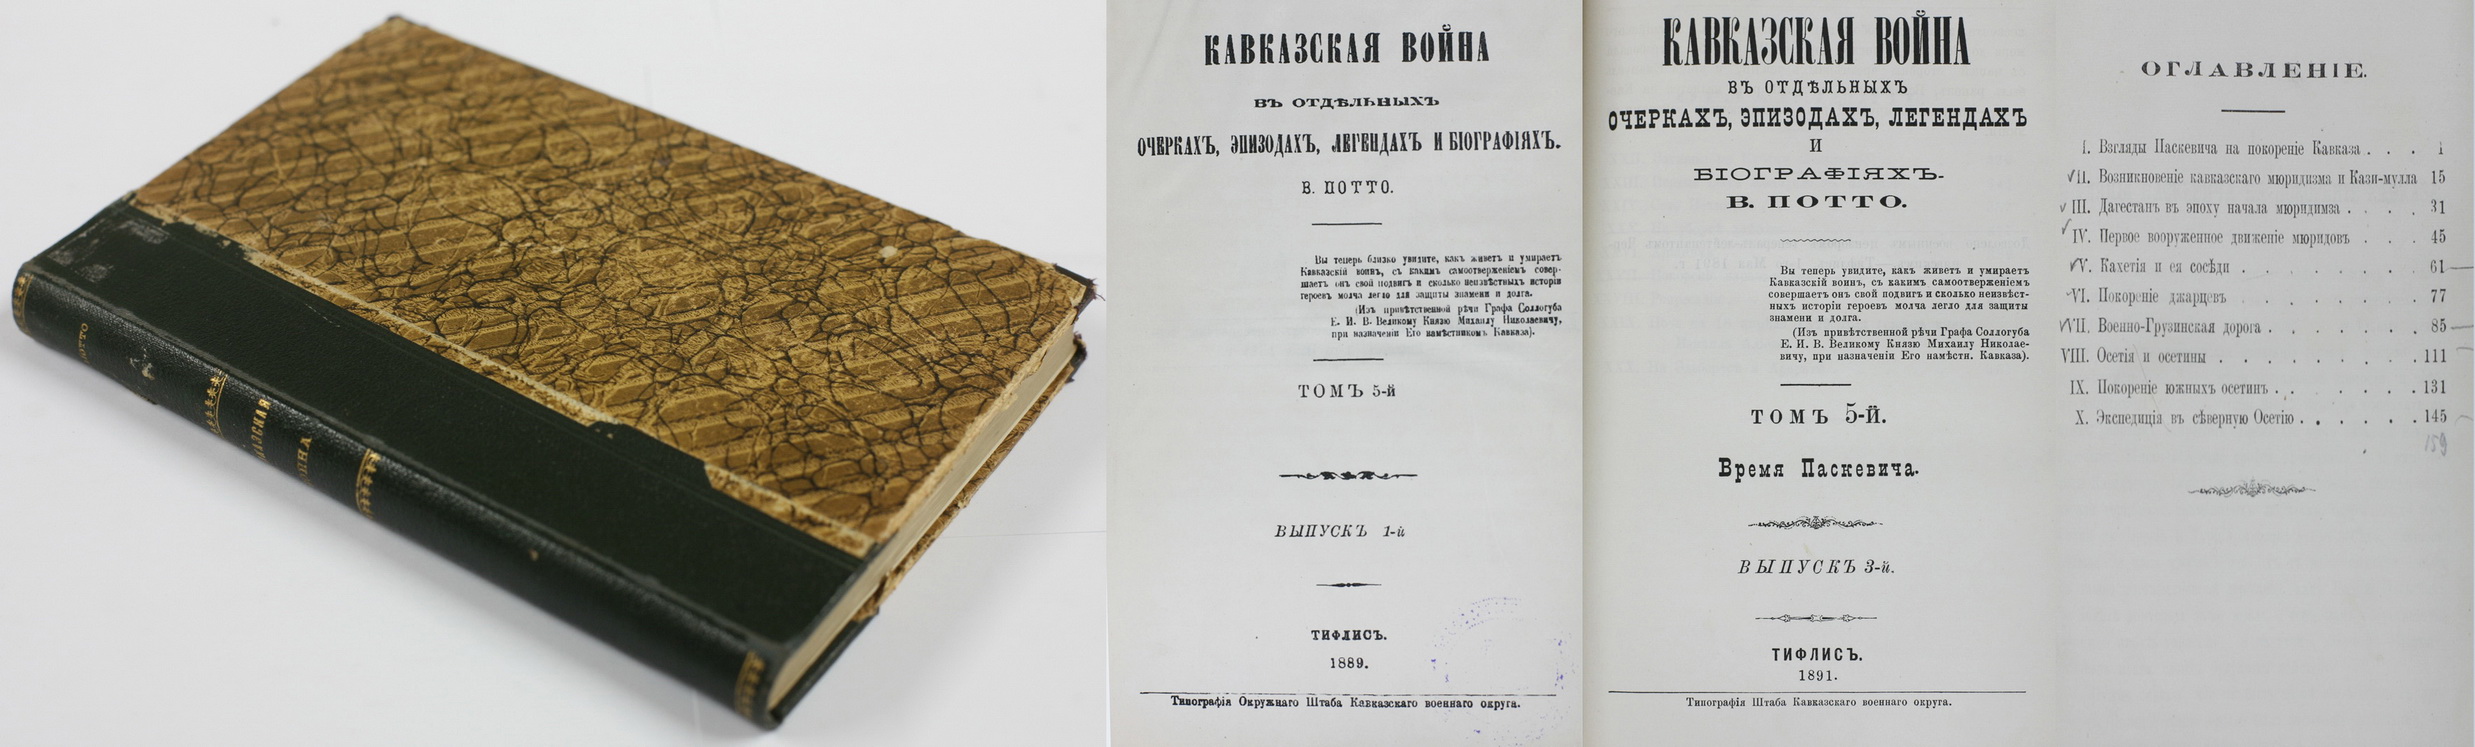 ПОТТО
КАВКАЗСКАЯ ВОЙНА
ВЪ ОТДѢЛЬНЫХЪ
ОЧЕРКАХЪ, ЭПИЗОДАХЪ, ЛЕГЕНДАХЪ И БІОГРАФІЯХЪ.
В. ПОТТО.
Вы теперь близко увидите, какъ живетъ и умираетъ
Кавказскій воинъ, съ какимъ самоотверженіемъ совер-
шаетъ онъ свой подвигъ и сколько неизвѣстныхъ исторіи
героевъ молча легло для защиты знамени и долга.
(Изъ привѣтственной рѣчи Графа Соллогуба
Е. И. В. Великому Князю Михаилу Николаевичу,
при назначеніи Его намѣстникомъ Кавказа).
ТОМЪ 5-й
ВЫПУСКЪ 1-й
ТИФЛИСЪ.
1889.
Типографія Окружнаго Штаба Кавказскаго военнаго округа.
КАВКАЗСКАЯ ВОЙНА
ВЪ ОТДѢЛЬНЫХЪ
ОЧЕРКАХЪ, ЭПИЗОДАХЪ, ЛЕГЕНДАХЪ
И
БІОГРАФІЯХЪ.
В. ПОТТО.
Вы теперь увидите, какъ живетъ и умираетъ
Кавказскій воинъ, съ какимъ самоотверженіемъ
совершаетъ онъ свой подвигъ и сколько неизвѣст-
ныхъ исторіи героевъ молча легло для защиты
знамени и долга.
(Изъ привѣтственной рѣчи Графа Соллогуба
Е. И. В. Великому Князю Михаилу Николае-
вичу, при назначеніи Его намѣстн. Кавказа).
ТОМЪ 5-Й.
Время Паскевича.
ВЫПУСКЪ 3-й.
ТИФЛИСЪ.
1891.
Типографія Штаба Кавказскаго военнаго округа.
ОГЛАВЛЕНІЕ.
I. Взгляды Паскевича на покореніе Кавказа . . . 1
II. Возникновеніе кавказскаго мюридизма и Кази-мулла 15
III. Дагестанъ въ эпоху начала мюридимза . . . . 31
IV. Первое вооруженное движеніе мюридовъ . . . 45
V. Кахетія и ея сосѣди . . . . . . . . 61
VI. Покореніе джарцевъ . . . . . . . . 77
VII. Военно-Грузинская дорога . . . . . . . 85
VIII. Осетія и осетины . . . . . . . . . 111
IX. Покореніе южныхъ осетинъ . . . . . . 131
X. Экспедиція въ сѣверную Осетію . . . . . . 145
159